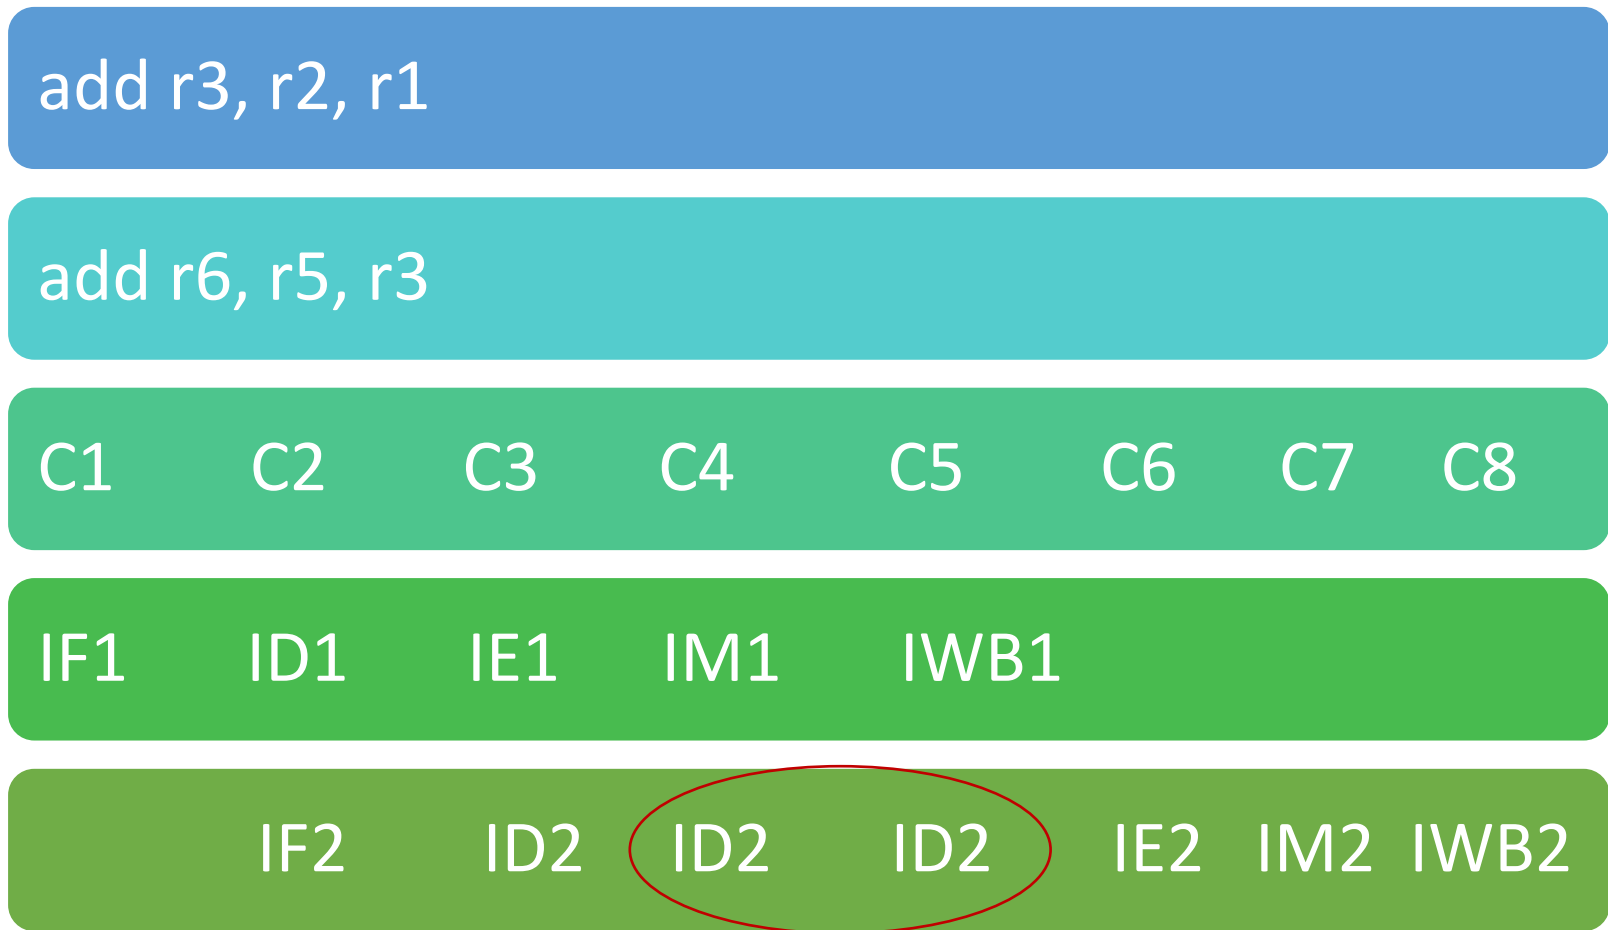 add r3, r2, r1
add r6, r5, r3
C1 C2 C3 C4 C5 C6 C7 C8
IF1 ID1 IE1 IM1 IWB1
IF2 ID2 ID2 ID2 IE2 IM2 IWB2